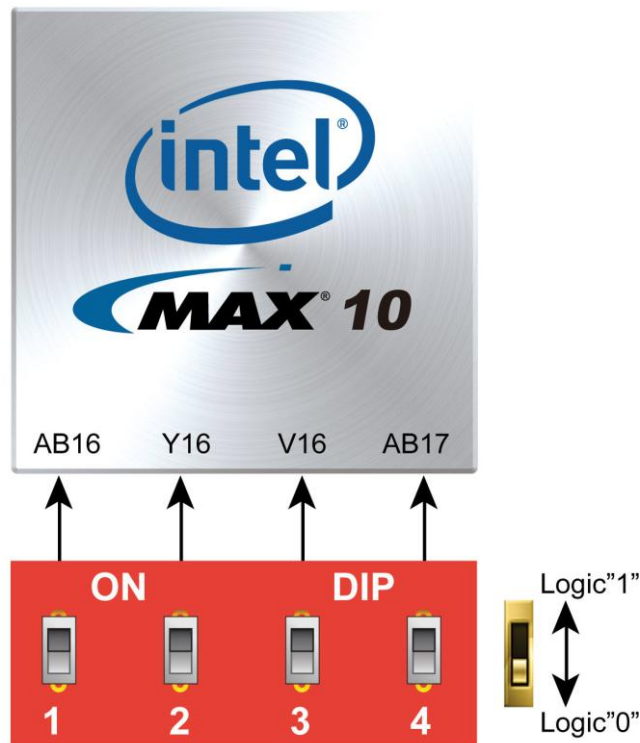 intel®
MAX® 10
AB16 Y16 V16 AB17
ON DIP
Logic"1"
1 2 3 4
Logic"0"